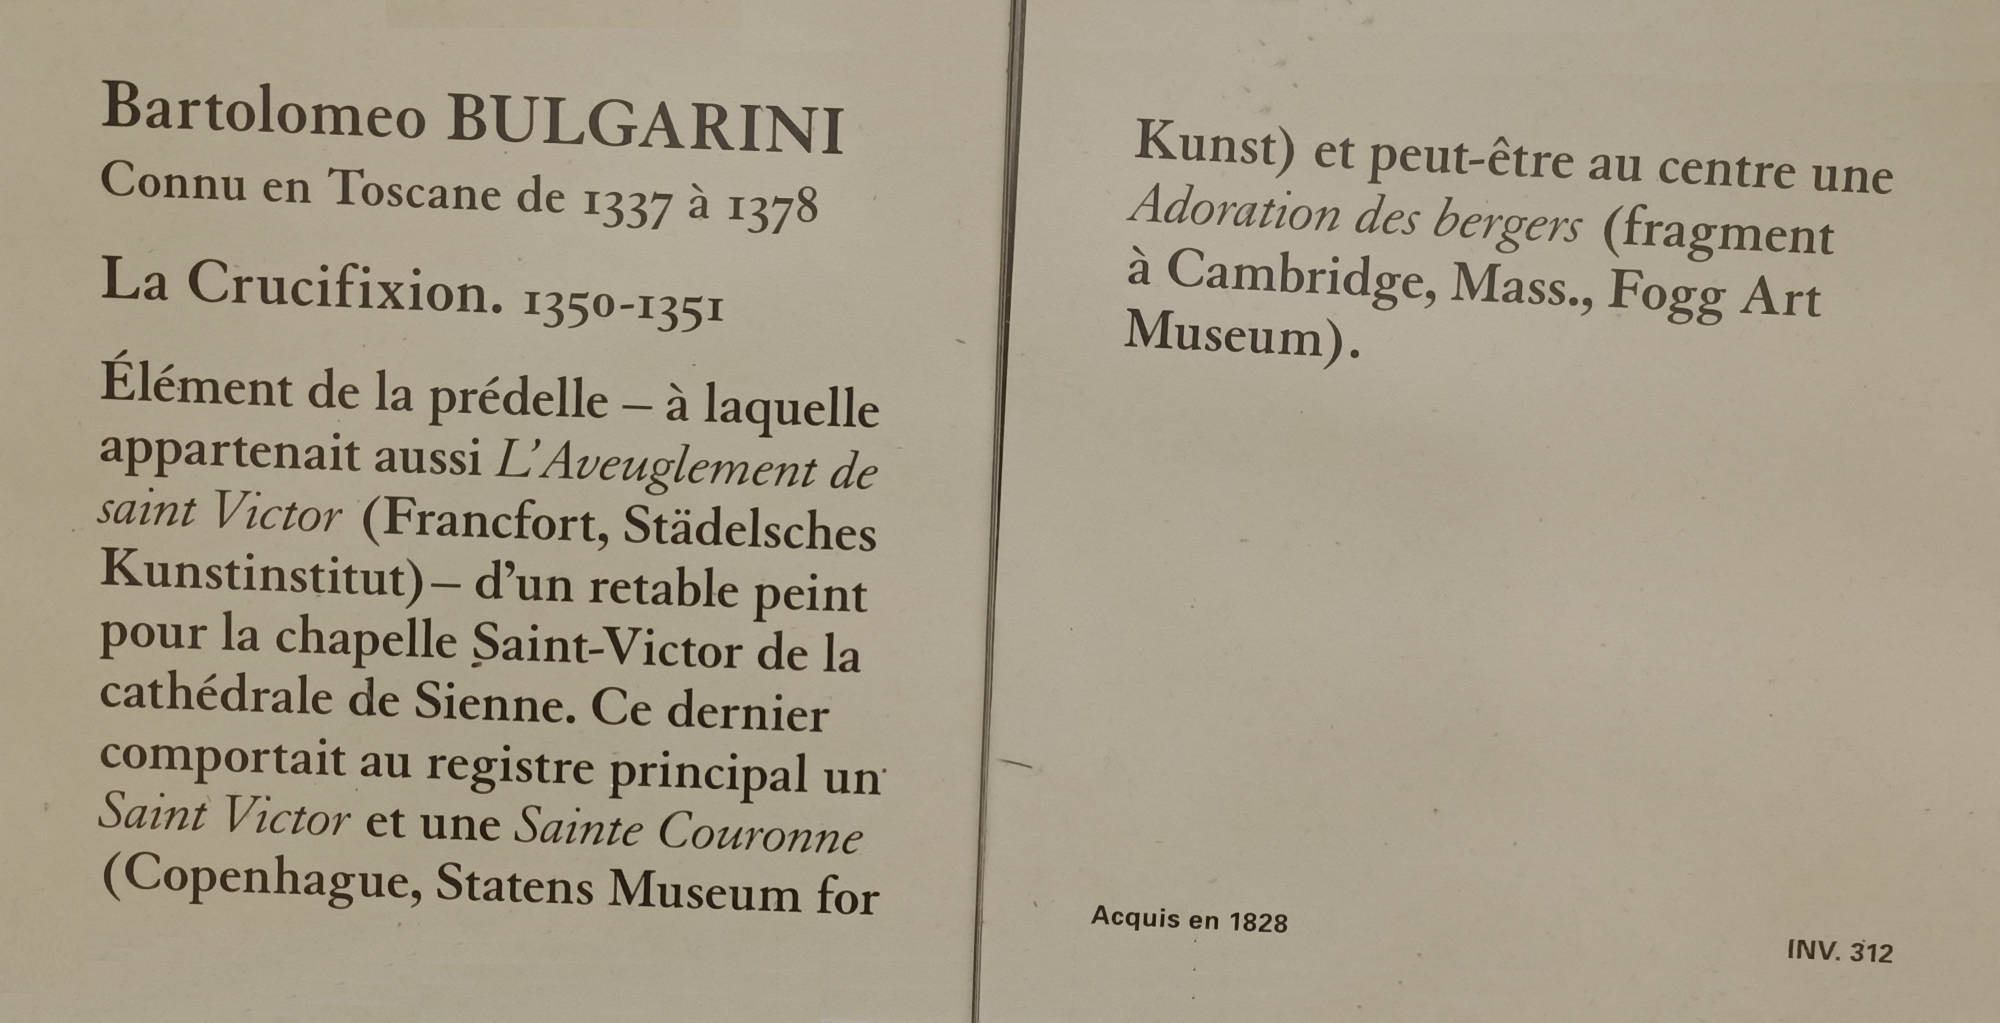 Bartolomeo BULGARINI
Connu en Toscane de 1337 à 1378
La Crucifixion. 1350-1351
Élément de la prédelle – à laquelle
appartenait aussi L'Aveuglement de
saint Victor (Francfort, Städelsches
Kunstinstitut) – d'un retable peint
pour la chapelle Saint-Victor de la
cathédrale de Sienne. Ce dernier
comportait au registre principal un
Saint Victor et une Sainte Couronne
(Copenhague, Statens Museum for
Kunst) et peut-être au centre une
Adoration des bergers (fragment
à Cambridge, Mass., Fogg Art
Museum).
Acquis en 1828
INV. 312